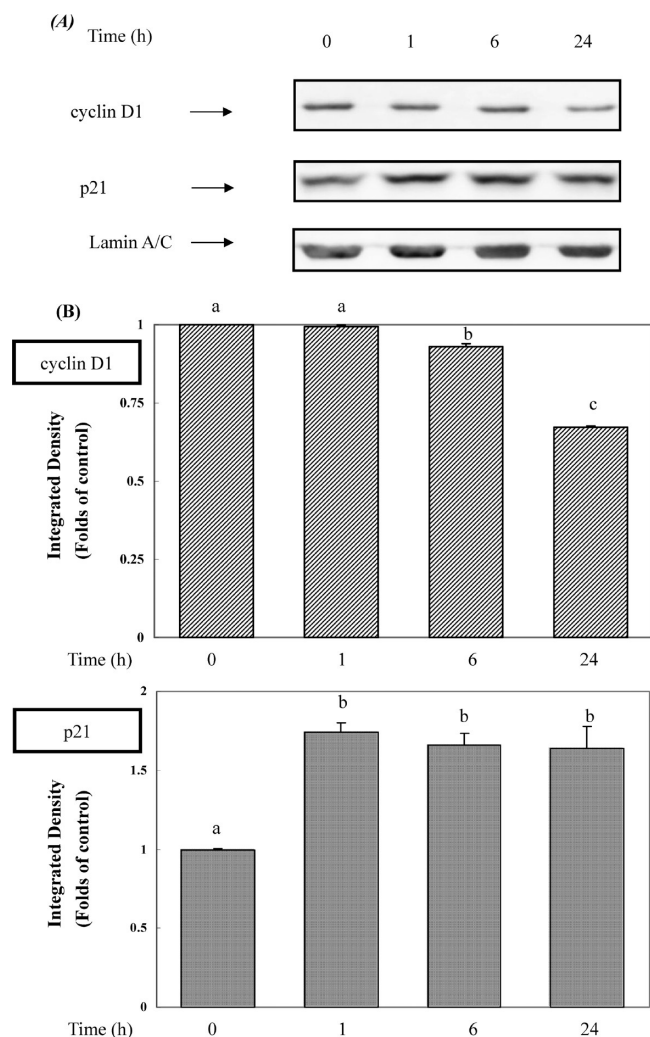 (A)
Time (h) 0 1 6 24
cyclin D1
p21
Lamin A/C
(B)
a a b c
cyclin D1
Integrated Density
(Folds of control)
1
0.75
0.5
0.25
0
Time (h) 0 1 6 24
p21
Integrated Density
(Folds of control)
2
1.5
1
0.5
0
a b b b
Time (h) 0 1 6 24